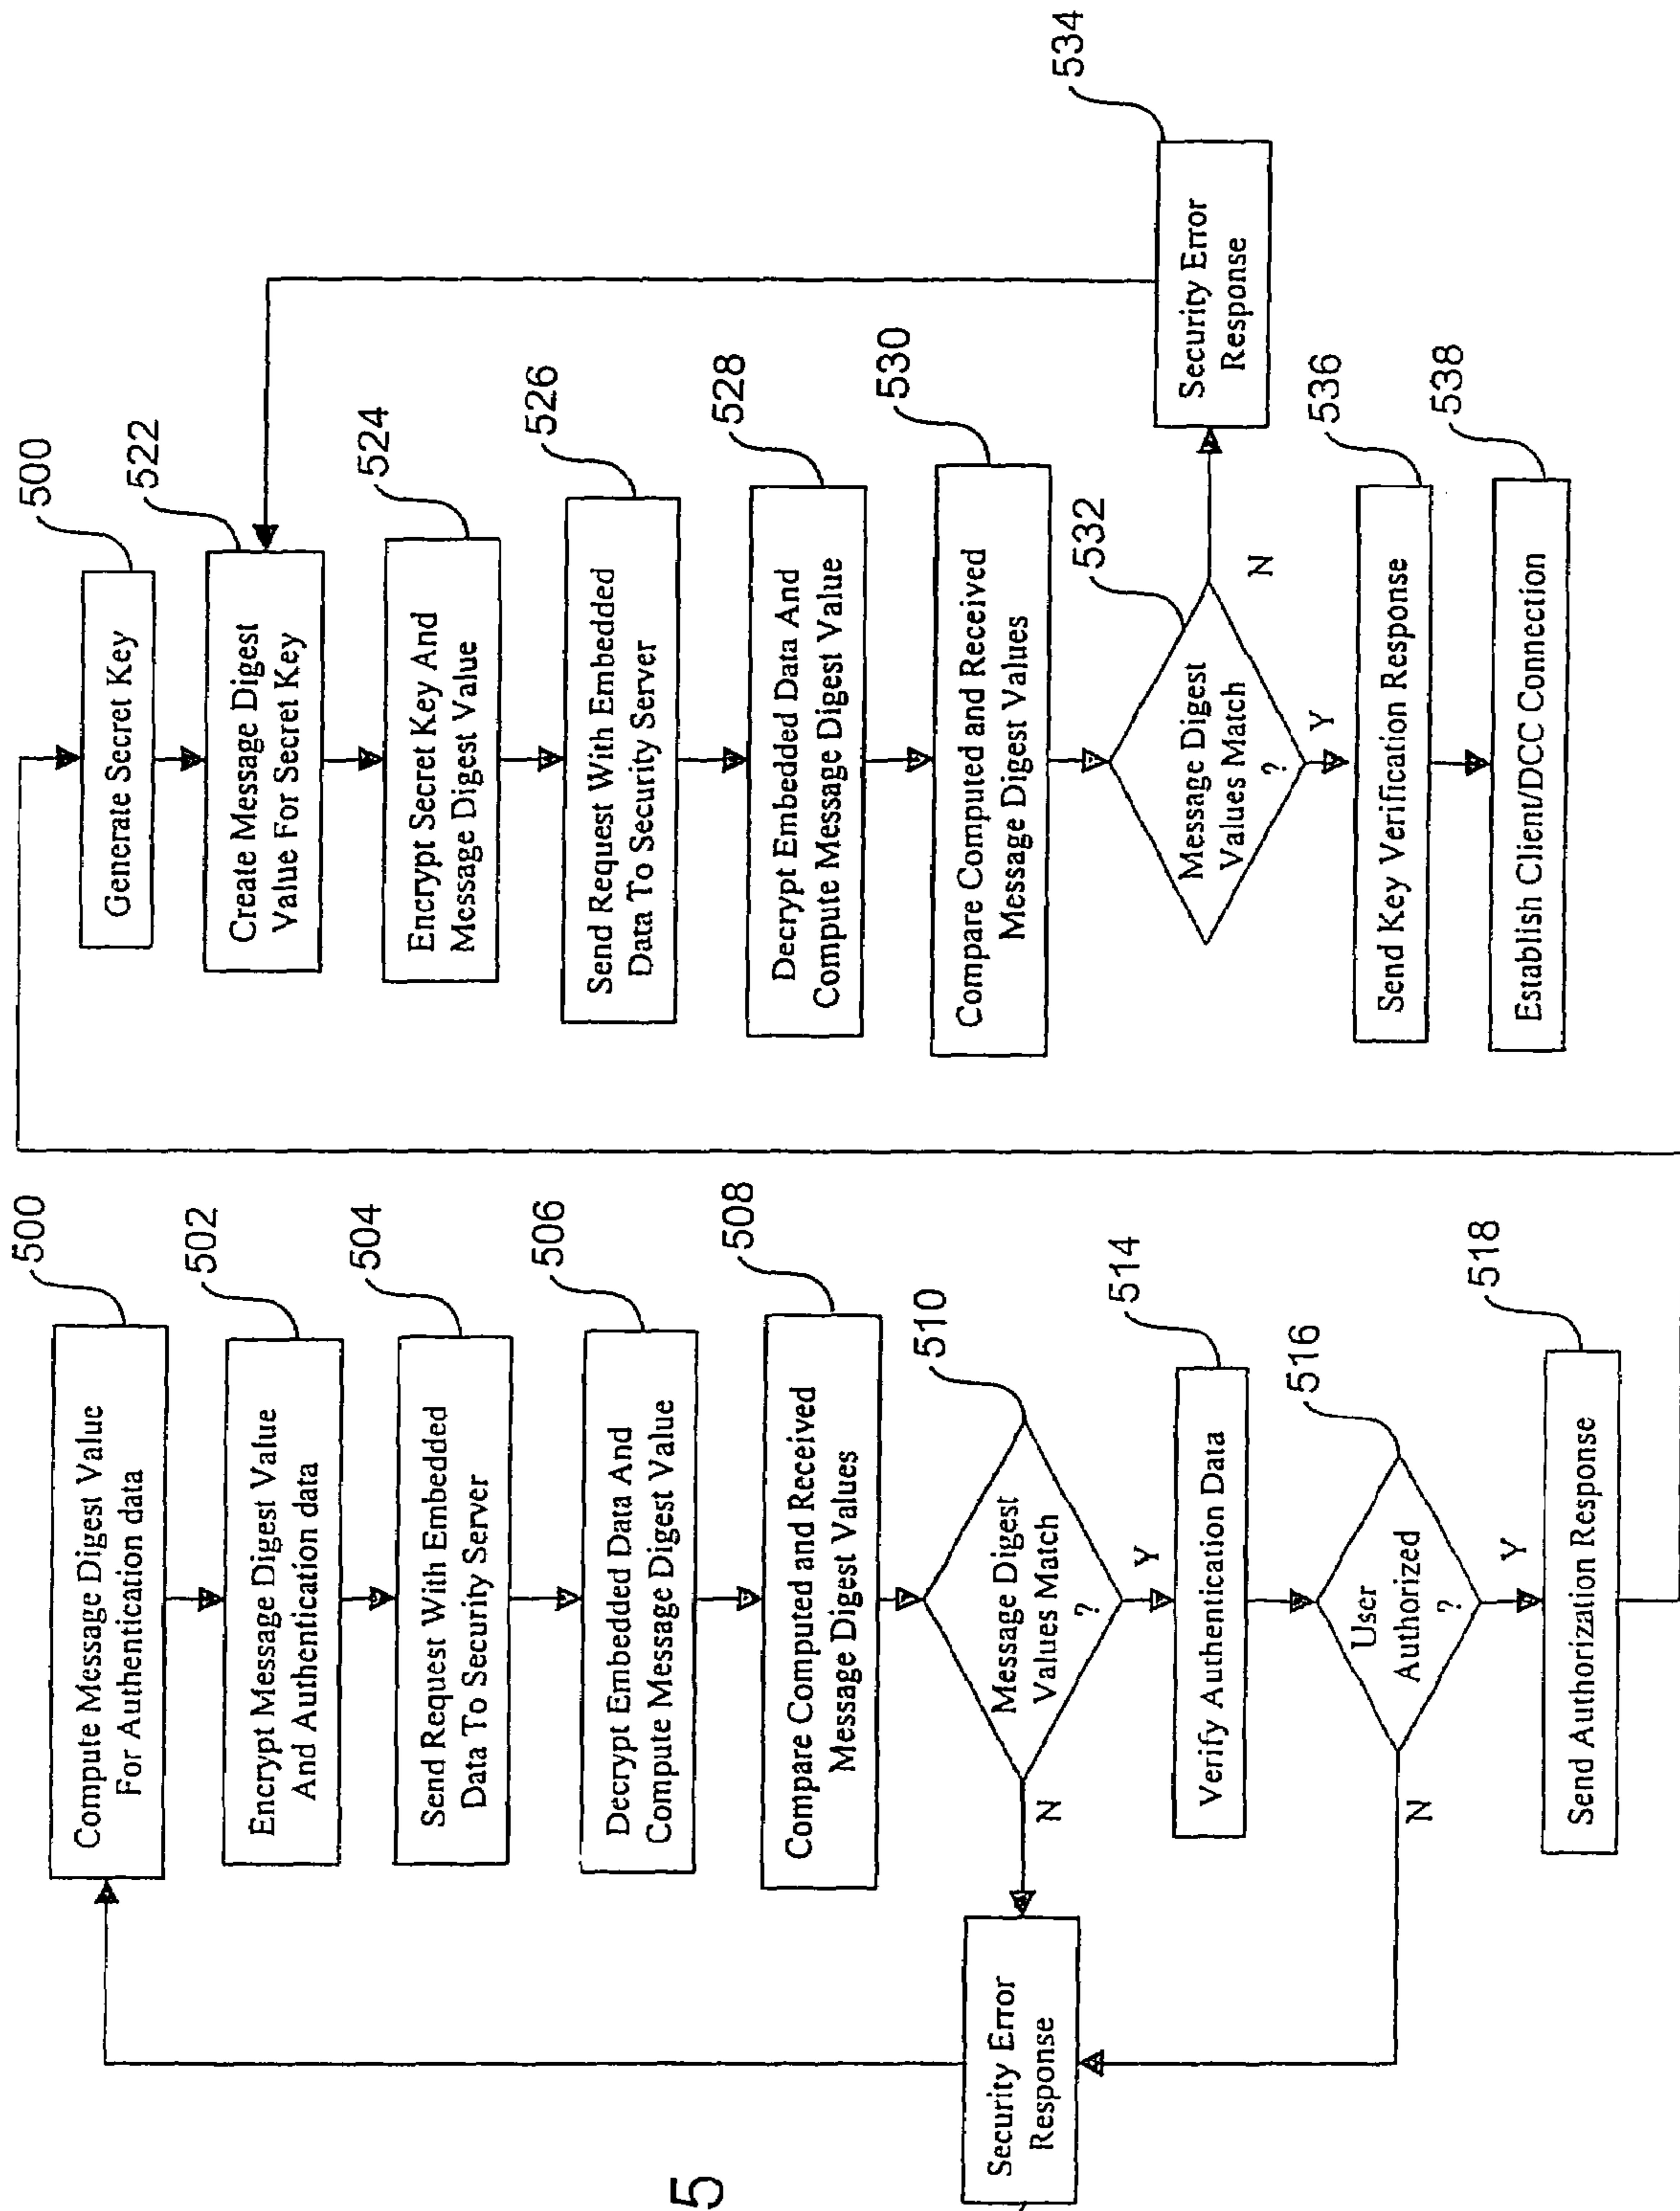 500
Compute Message Digest Value
For Authentication data
502
Encrypt Message Digest Value
And Authentication data
504
Send Request With Embedded
Data To Security Server
506
Decrypt Embedded Data And
Compute Message Digest Value
508
Compare Computed and Received
Message Digest Values
510
Message Digest
Values Match
?
N
Y
Security Error
Response
514
Verify Authentication Data
516
User
Authorized
?
N
Y
518
Send Authorization Response
500
Generate Secret Key
522
Create Message Digest
Value For Secret Key
524
Encrypt Secret Key And
Message Digest Value
526
Send Request With Embedded
Data To Security Server
528
Decrypt Embedded Data And
Compute Message Digest Value
530
Compare Computed and Received
Message Digest Values
532
Message Digest
Values Match
?
N
Y
534
Security Error
Response
536
Send Key Verification Response
538
Establish Client/DCC Connection
5